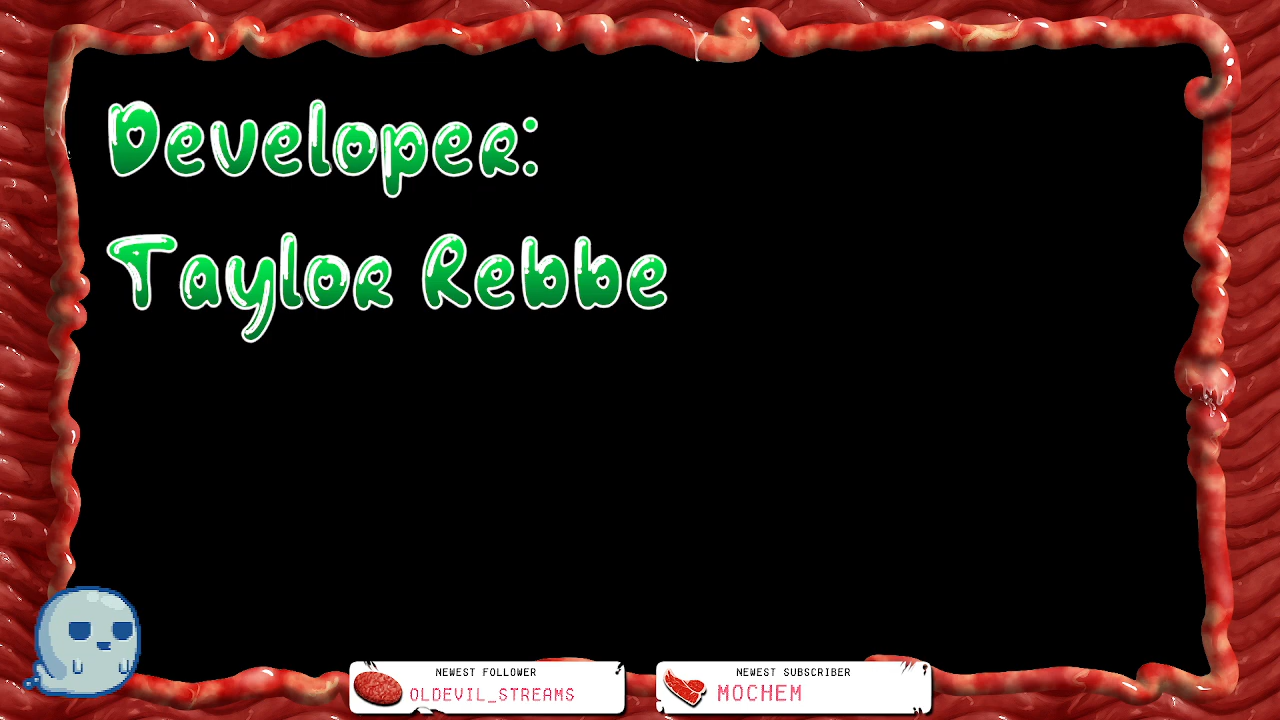 Developer:
Taylor Rebbe
NEWEST FOLLOWER
OLDEVIL_STREAMS
NEWEST SUBSCRIBER
MOCHEM